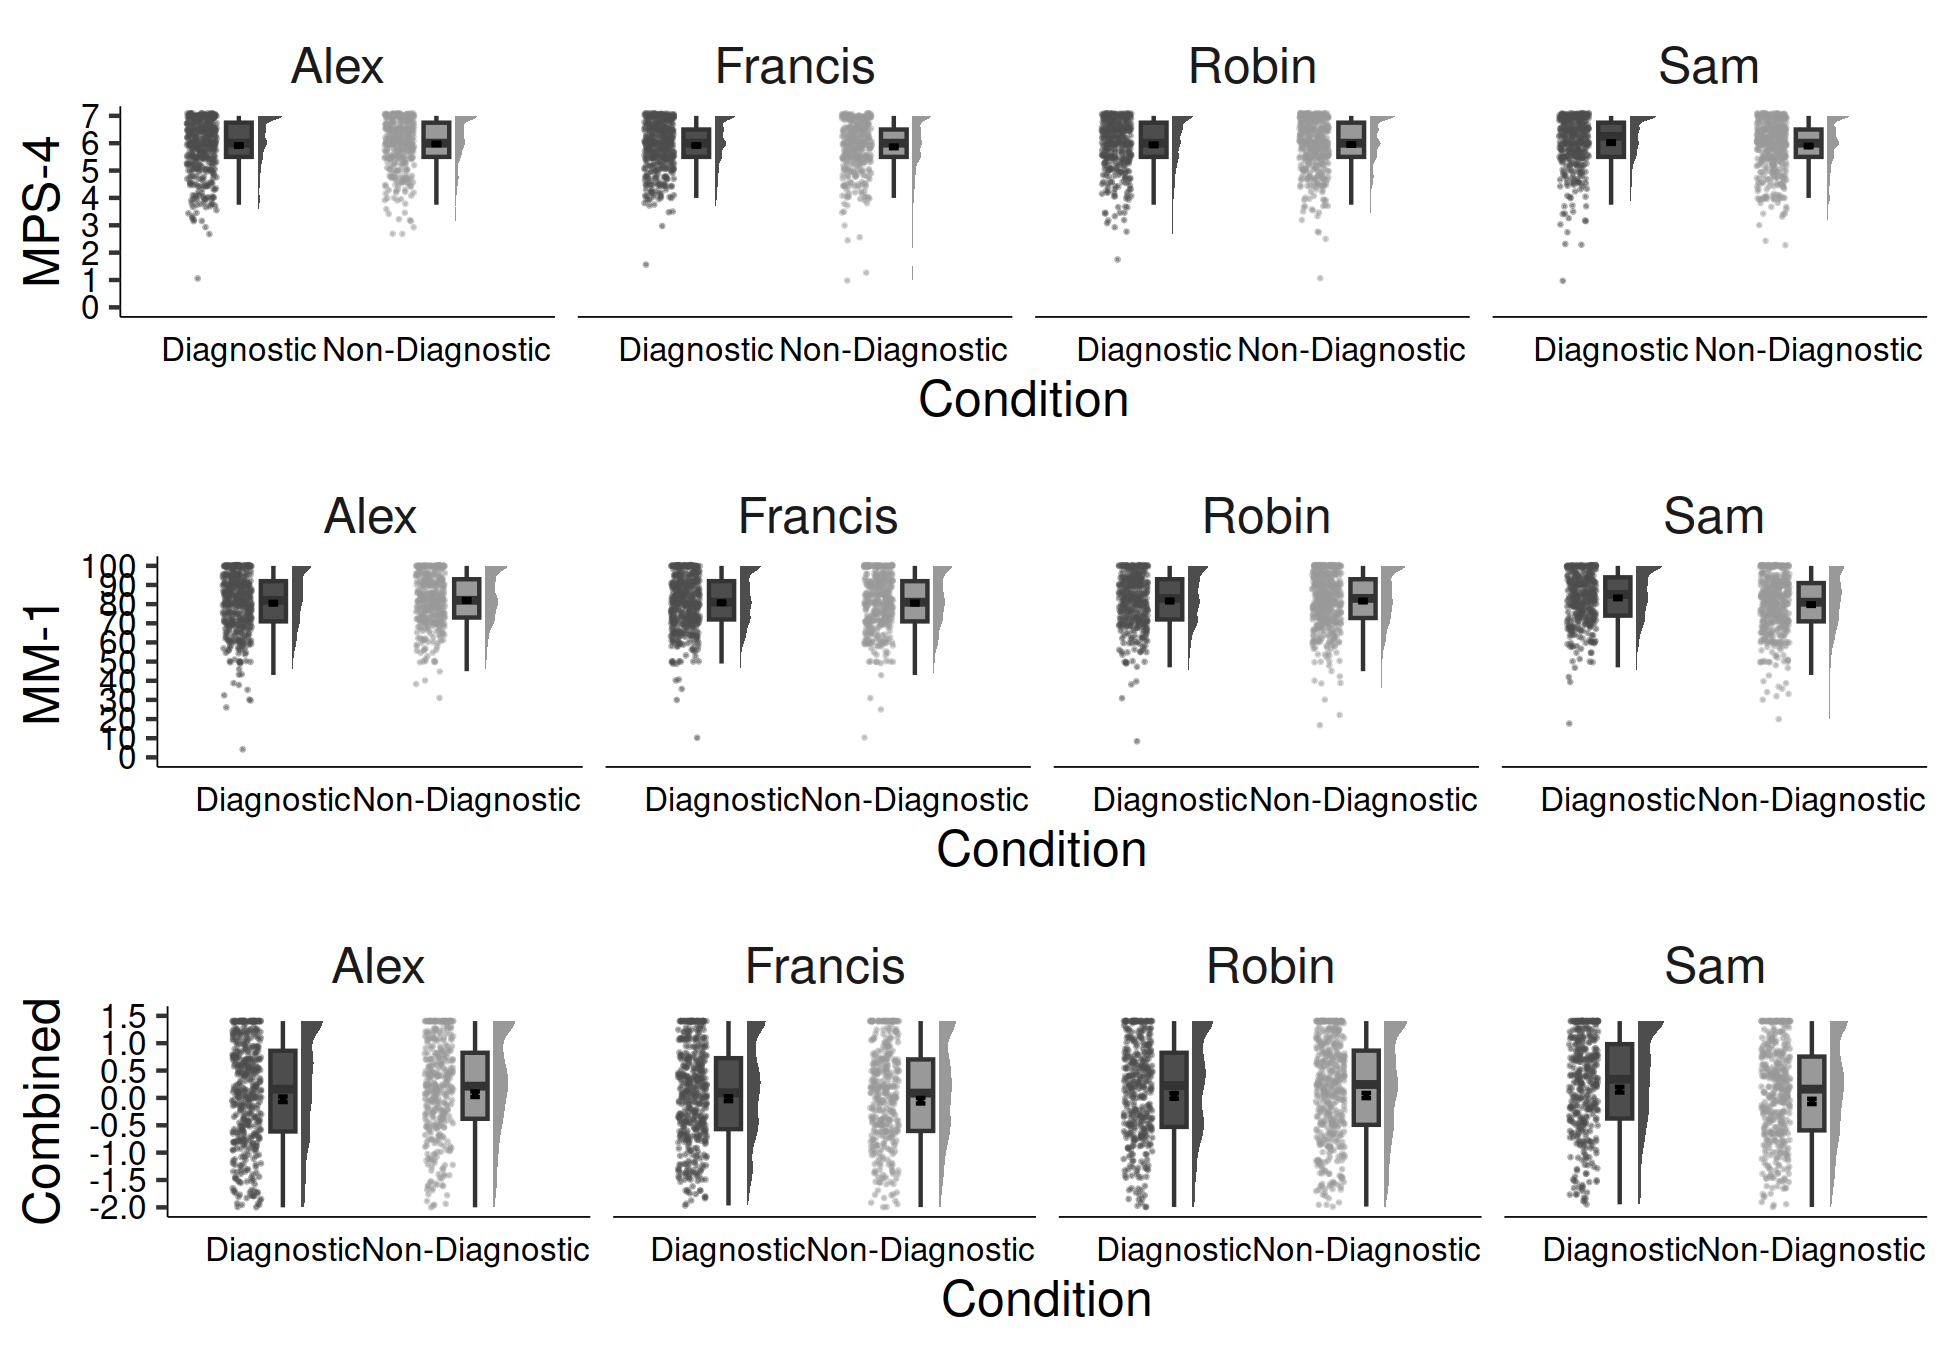 Alex Francis Robin Sam
MPS-4
7
6
5
4
3
2
1
0
Diagnostic Non-Diagnostic Diagnostic Non-Diagnostic Diagnostic Non-Diagnostic Diagnostic Non-Diagnostic
Condition
Alex Francis Robin Sam
MM-1
100
90
80
70
60
50
40
30
20
10
0
Diagnostic Non-Diagnostic Diagnostic Non-Diagnostic Diagnostic Non-Diagnostic Diagnostic Non-Diagnostic
Condition
Alex Francis Robin Sam
Combined
1.5
1.0
0.5
0.0
-0.5
-1.0
-1.5
-2.0
Diagnostic Non-Diagnostic Diagnostic Non-Diagnostic Diagnostic Non-Diagnostic Diagnostic Non-Diagnostic
Condition